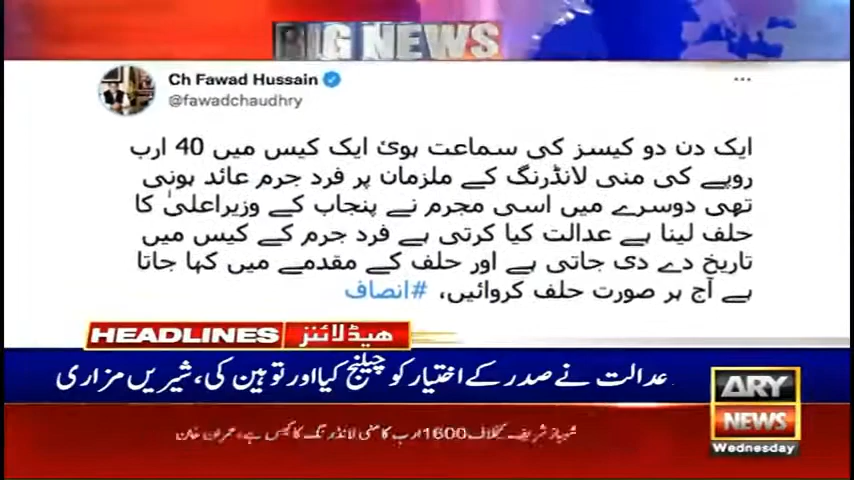 BIG NEWS
Ch Fawad Hussain
@fawadchaudhry
ایک دن دو کیسز کی سماعت ہوئ ایک کیس میں 40 ارب
روپے کی منی لانڈرنگ کے ملزمان پر فرد جرم عائد ہونی
تھی دوسرے میں اسی مجرم نے پنجاب کے وزیراعلیٰ کا
حلف لینا ہے عدالت کیا کرتی ہے فرد جرم کے کیس میں
تاریخ دے دی جاتی ہے اور حلف کے مقدمے میں کہا جاتا
ہے آج ہر صورت حلف کروائیں، #انصاف
HEADLINES ھیڈلائنز
عدالت نے صدر کے اختیار کو چیلنج کیا اور توہین کی، شیریں مزاری
شہباز شریف کیخلاف 1600 ارب کا منی لانڈرنگ کا کیس ہے، عمران خان
ARY
NEWS
Wednesday